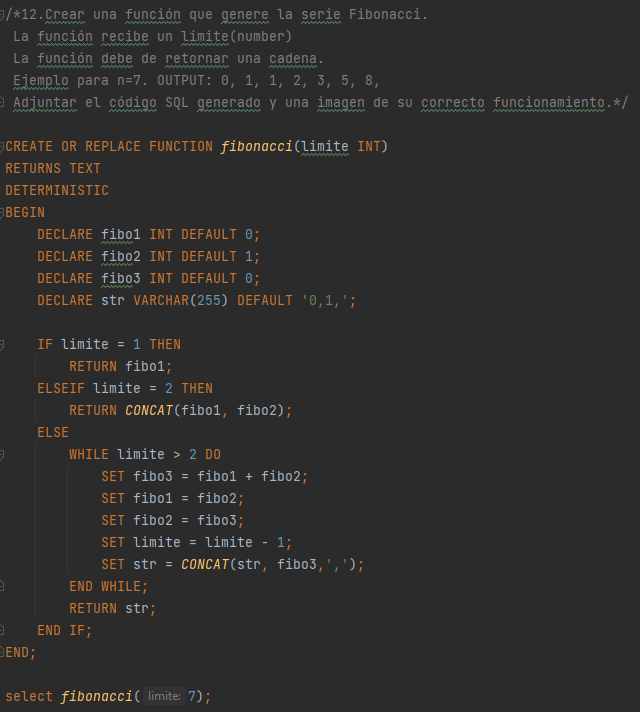 /*12.Crear una función que genere la serie Fibonacci.
La función recibe un limite(number)
La función debe de retornar una cadena.
Ejemplo para n=7. OUTPUT: 0, 1, 1, 2, 3, 5, 8,
Adjuntar el código SQL generado y una imagen de su correcto funcionamiento.*/
CREATE OR REPLACE FUNCTION fibonacci(limite INT)
RETURNS TEXT
DETERMINISTIC
BEGIN
DECLARE fibo1 INT DEFAULT 0;
DECLARE fibo2 INT DEFAULT 1;
DECLARE fibo3 INT DEFAULT 0;
DECLARE str VARCHAR(255) DEFAULT '0,1,';
IF limite = 1 THEN
RETURN fibo1;
ELSEIF limite = 2 THEN
RETURN CONCAT(fibo1, fibo2);
ELSE
WHILE limite > 2 DO
SET fibo3 = fibo1 + fibo2;
SET fibo1 = fibo2;
SET fibo2 = fibo3;
SET limite = limite - 1;
SET str = CONCAT(str, fibo3,',');
END WHILE;
RETURN str;
END IF;
END;
select fibonacci( limite: 7);